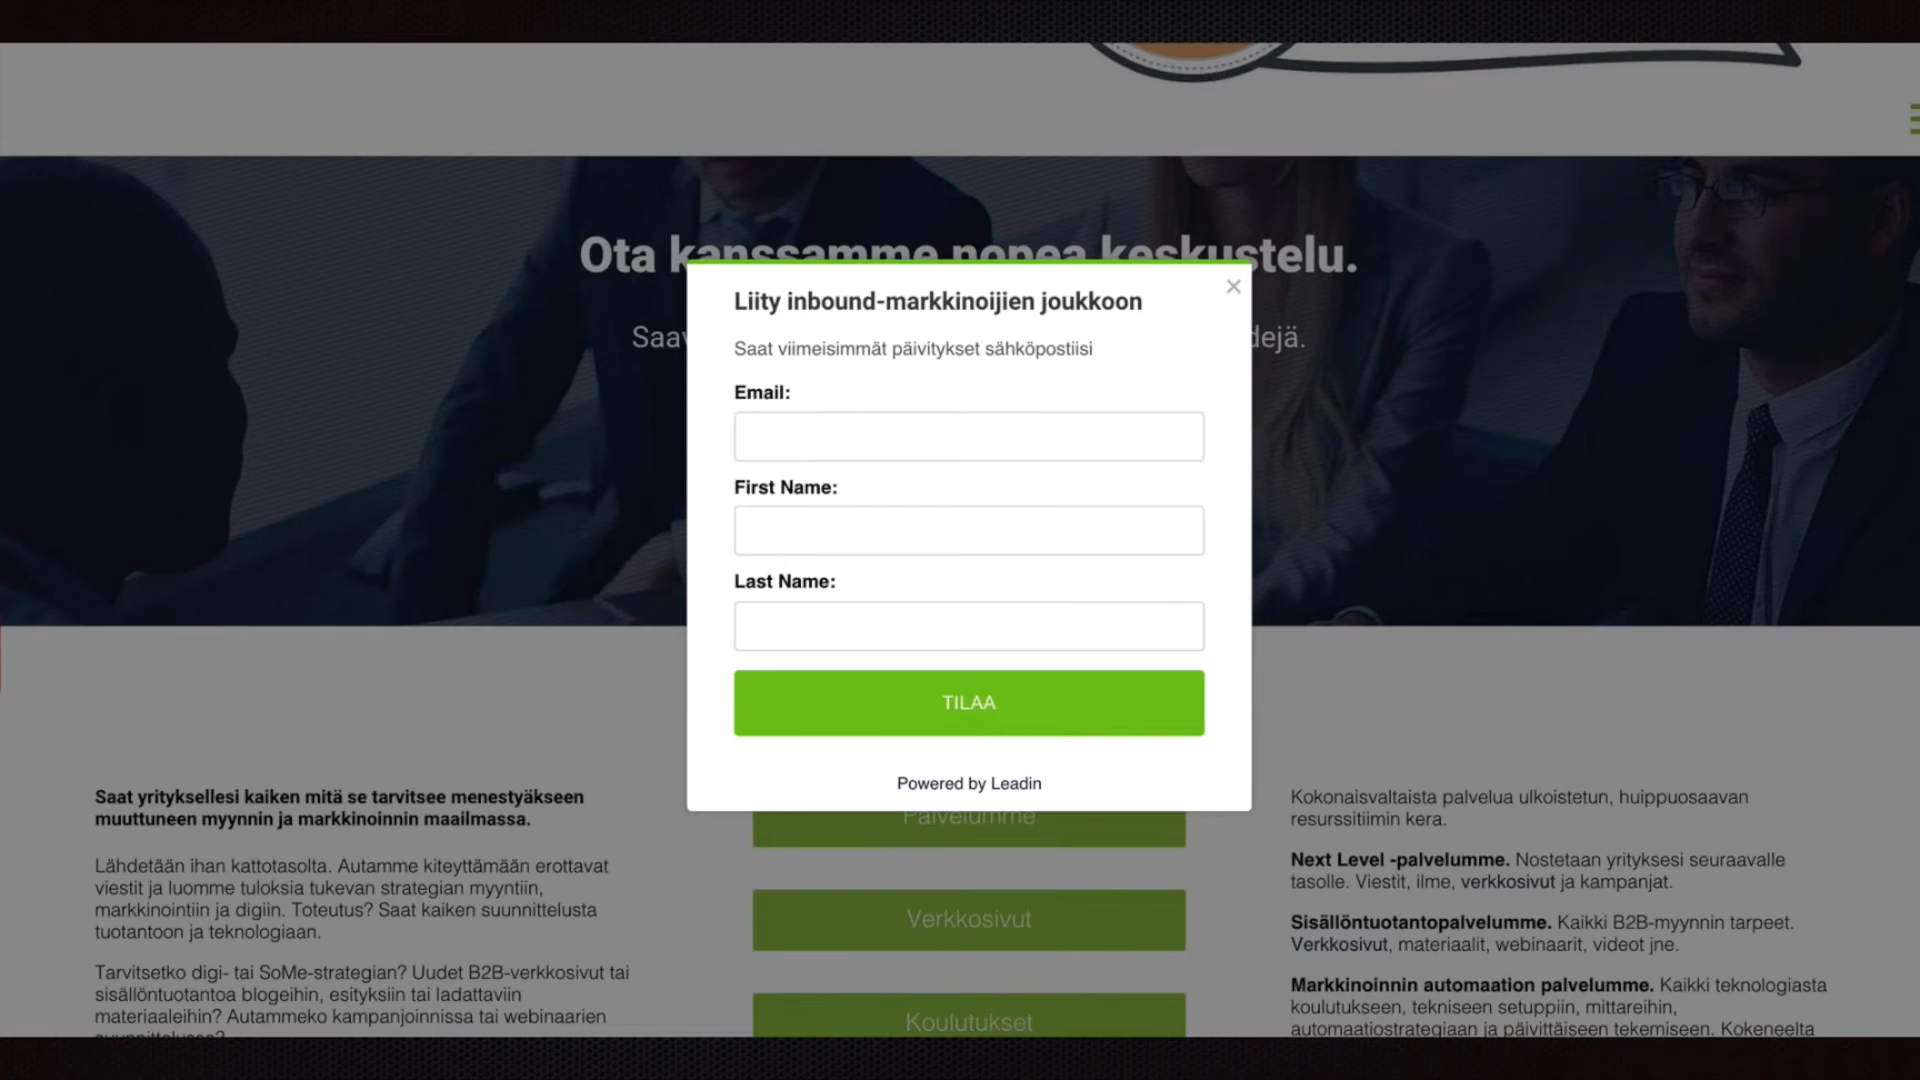 Ota kanssamme nopea keskustelu.
Liity inbound-markkinoijien joukkoon
Saat viimeisimmät päivitykset sähköpostiisi
Email:
First Name:
Last Name:
TILAA
Powered by Leadin
Saat yrityksellesi kaiken mitä se tarvitsee menestyäkseen
muuttuneen myynnin ja markkinoinnin maailmassa.
Lähdetään ihan kattotasolta. Autamme kiteyttämään erottavat
viestit ja luomme tuloksia tukevan strategian myyntiin,
markkinointiin ja digiin. Toteutus? Saat kaiken suunnittelusta
tuotantoon ja teknologiaan.
Tarvitsetko digi- tai SoMe-strategian? Uudet B2B-verkkosivut tai
sisällöntuotantoa blogeihin, esityksiin tai ladattaviin
materiaaleihin? Autammeko kampanjoinnissa tai webinaarien
Palvelumme
Verkkosivut
Koulutukset
Kokonaisvaltaista palvelua ulkoistetun, huippuosaavan
resurssitiimin kera.
Next Level -palvelumme. Nostetaan yrityksesi seuraavalle
tasolle. Viestit, ilme, verkkosivut ja kampanjat.
Sisällöntuotantopalvelumme. Kaikki B2B-myynnin tarpeet.
Verkkosivut, materiaalit, webinaarit, videot jne.
Markkinoinnin automaation palvelumme. Kaikki teknologiasta
koulutukseen, tekniseen setuppiin, mittareihin,
automaatiostrategiaan ja päivittäiseen tekemiseen. Kokeneelta